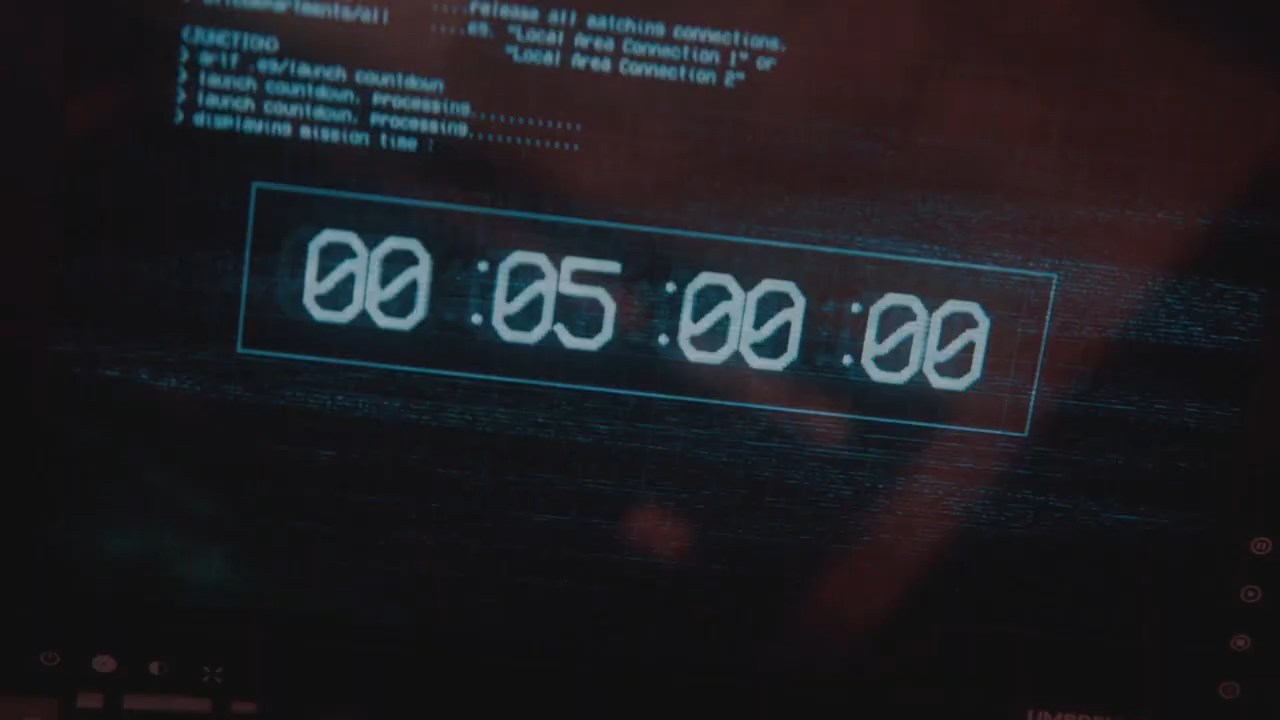 ....release all matching connections.
....eg. "Local Area Connection 1" or
"Local Area Connection 2"
(JUNCTION)
> launch countdown
> launch countdown. Processing............
> launch countdown. Processing............
> displaying mission time :
00 :05 :00 :00